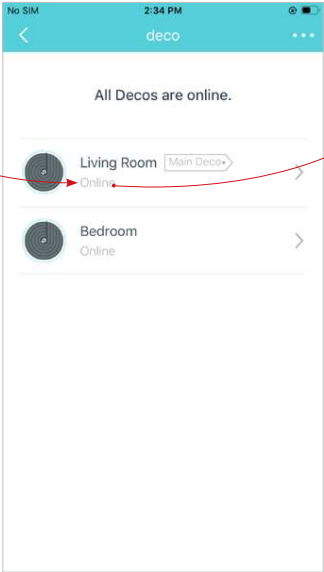 No SIM 2:34 PM
deco
All Decos are online.
Living Room Main Deco
Online
Bedroom
Online